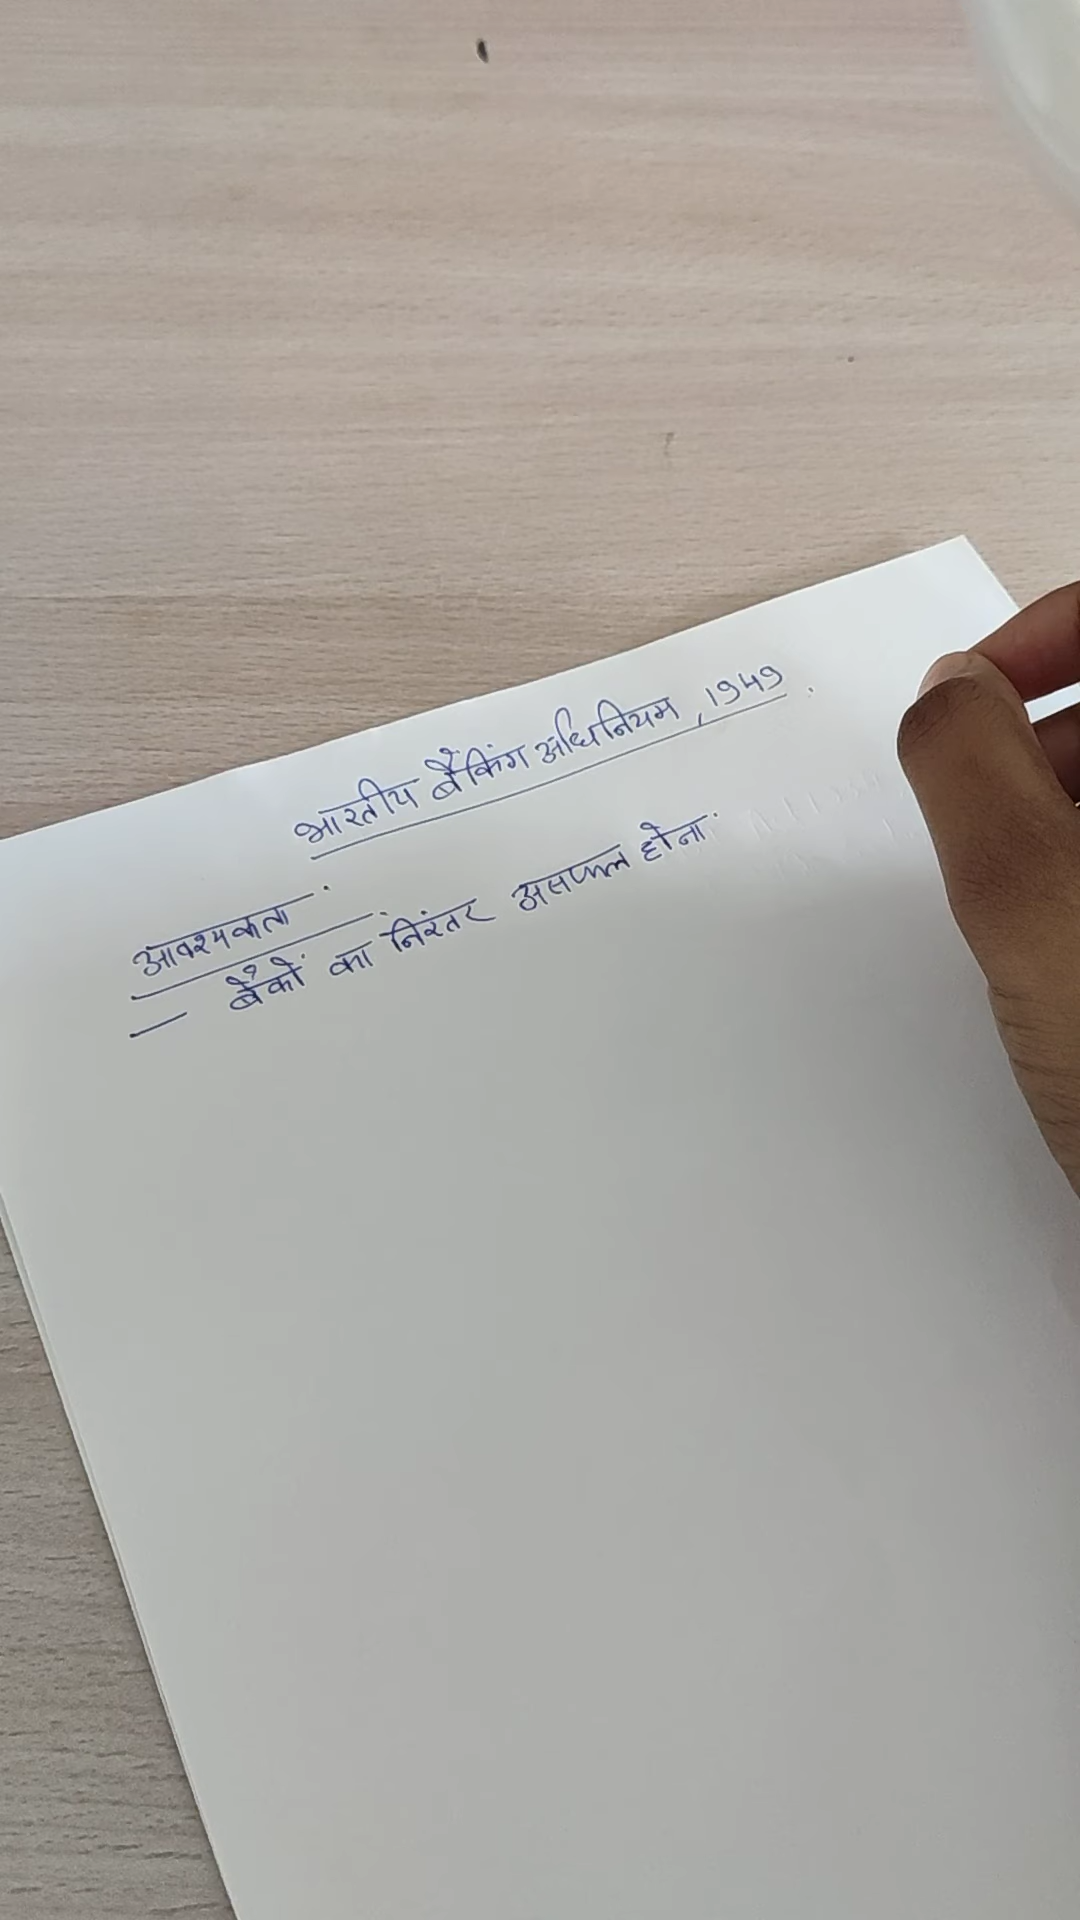 भारतीय बैंकिंग अधिनियम, 1949.
आवश्यकता.
— बैंकों का निरंतर असफल होना.